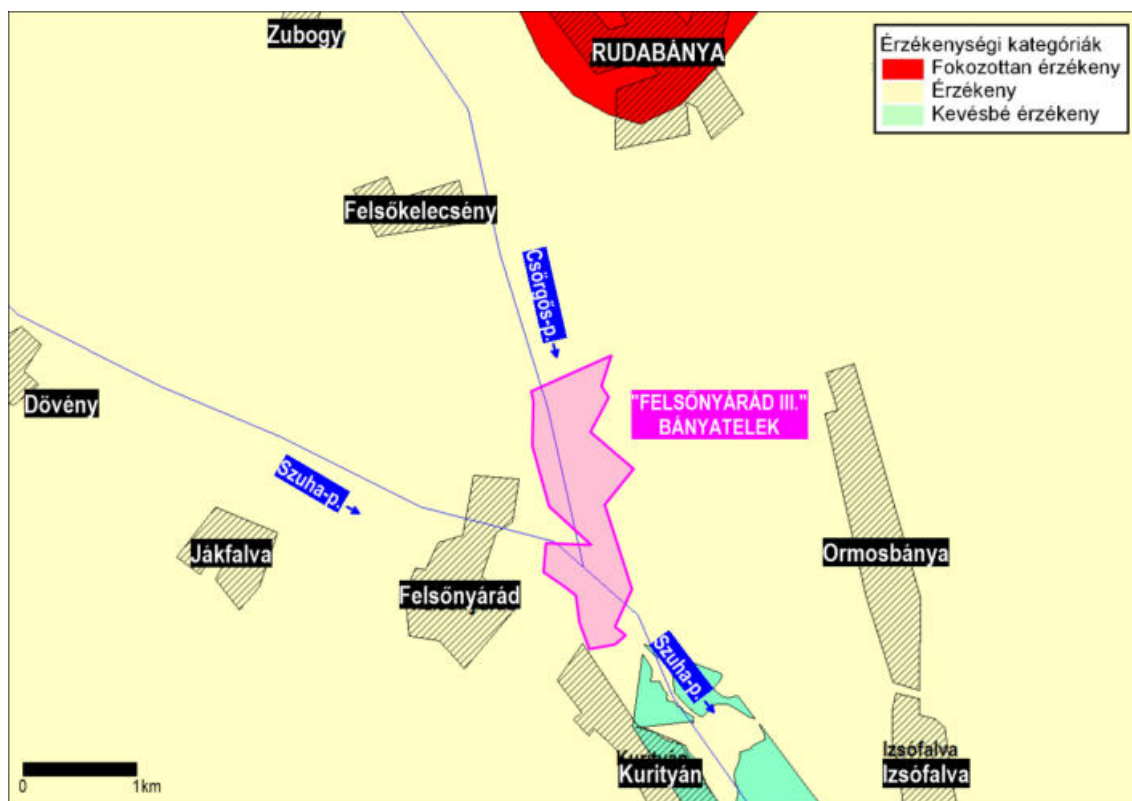 Zubogy
RUDABÁNYA
Érzékenységi kategóriák
Fokozottan érzékeny
Érzékeny
Kevésbé érzékeny
Felsőkelecsény
Csörgős-p.
Dövény
"FELSŐNYÁRÁD III."
BÁNYATELEK
Szuha-p.
Jákfalva
Felsőnyárád
Ormosbánya
Szuha-p.
Kurityán
Kurityán
Izsófalva
Izsófalva
0 1km